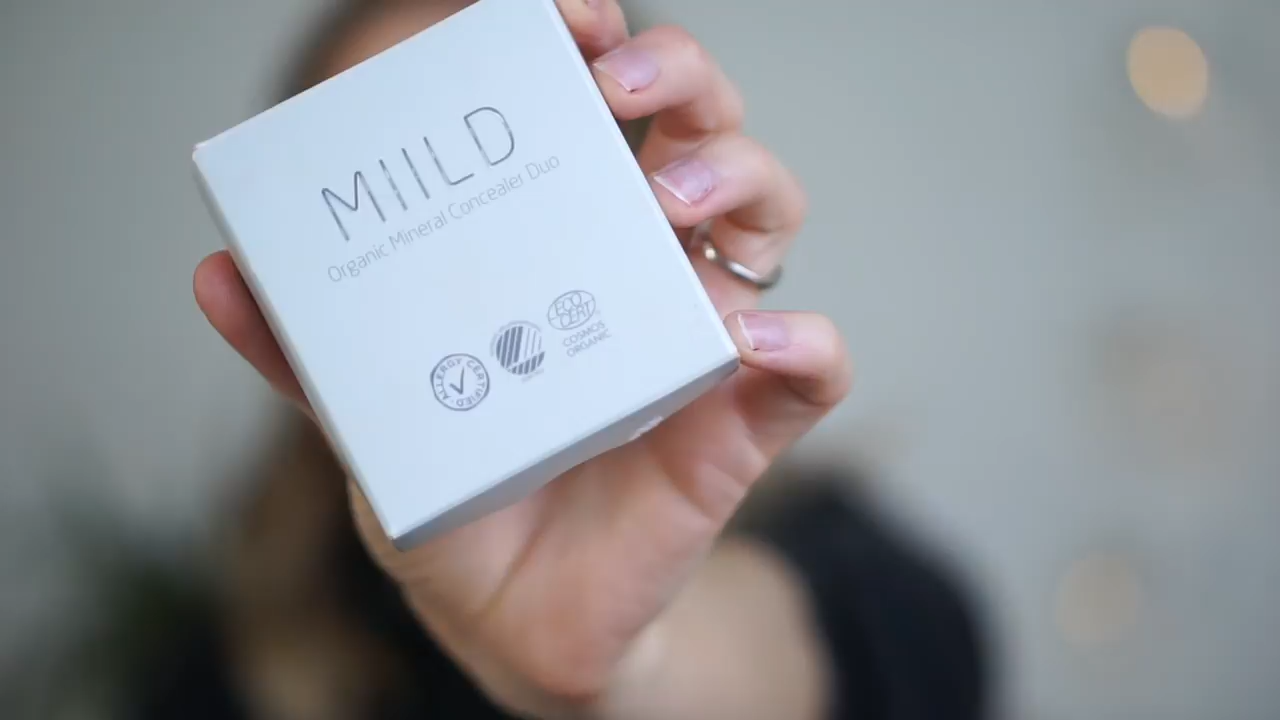 MIILD
Organic Mineral Concealer Duo
ALLERGY CERTIFIED
ECO
CERT
COSMOS
ORGANIC